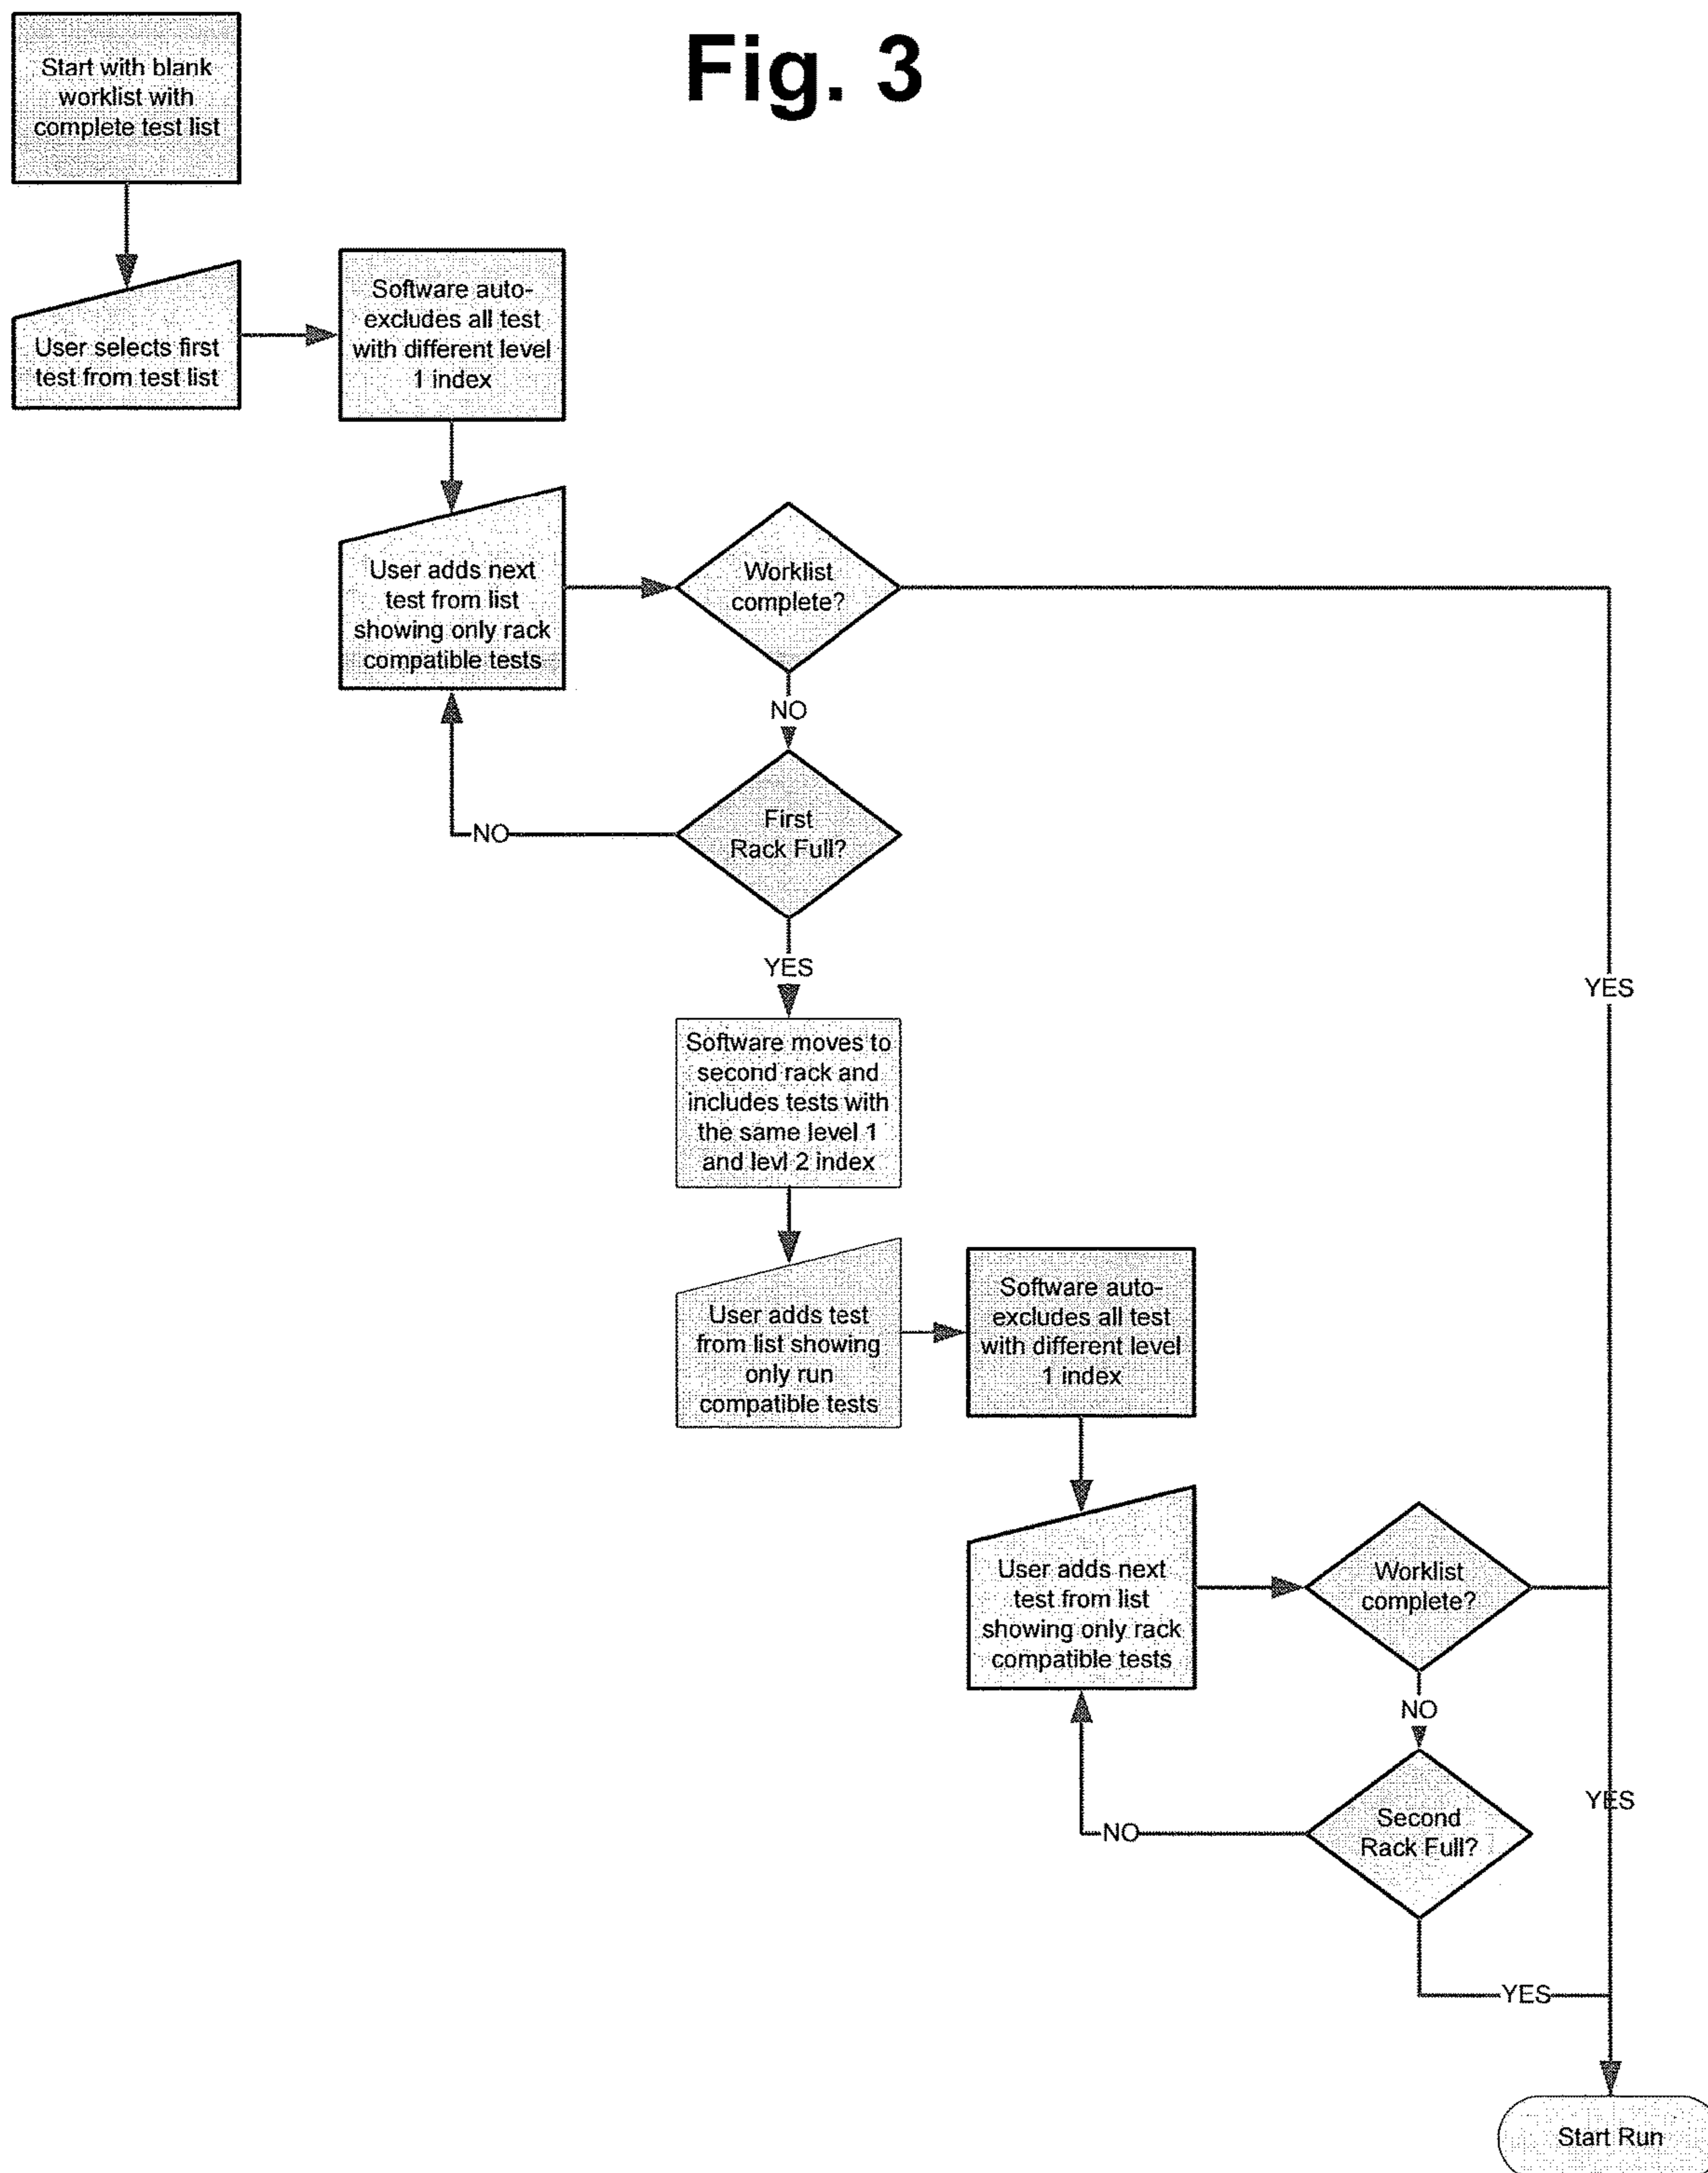 Fig. 3
Start with blank
worklist with
complete test list
User selects first
test from test list
Software auto-
excludes all test
with different level
1 index
User adds next
test from list
showing only rack
compatible tests
Worklist
complete?
NO
First
Rack Full?
NO
YES
YES
Software moves to
second rack and
includes tests with
the same level 1
and levl 2 index
User adds test
from list showing
only run
compatible tests
Software auto-
excludes all test
with different level
1 index
User adds next
test from list
showing only rack
compatible tests
Worklist
complete?
NO
YES
Second
Rack Full?
NO
YES
Start Run